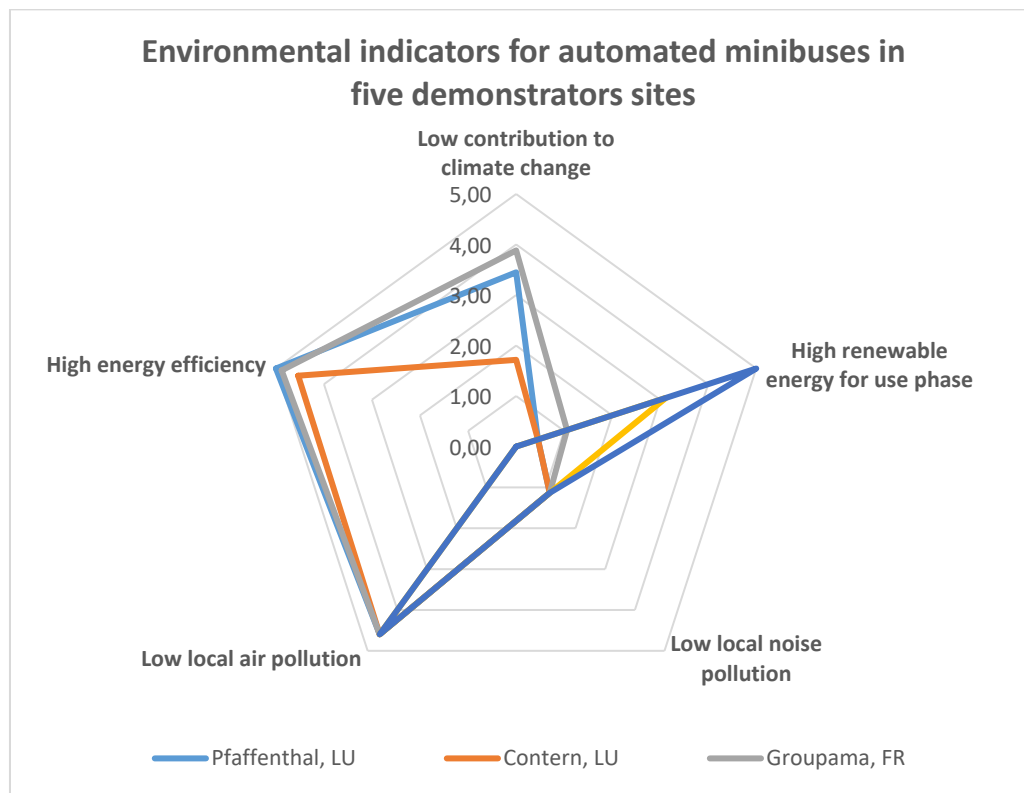 Environmental indicators for automated minibuses in
five demonstrators sites
Low contribution to
climate change
5,00
4,00
3,00
2,00
1,00
0,00
High energy efficiency
High renewable
energy for use phase
Low local air pollution
Low local noise
pollution
Pfaffenthal, LU
Contern, LU
Groupama, FR